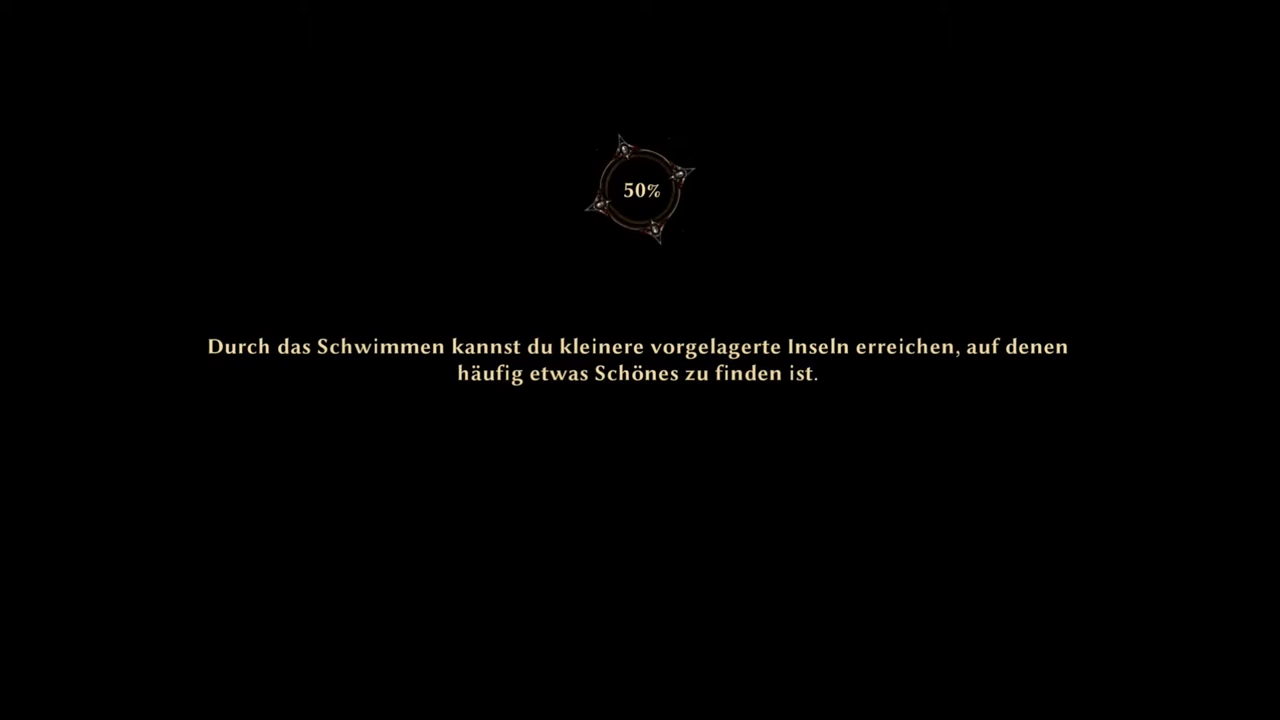 50%
Durch das Schwimmen kannst du kleinere vorgelagerte Inseln erreichen, auf denen
häufig etwas Schönes zu finden ist.